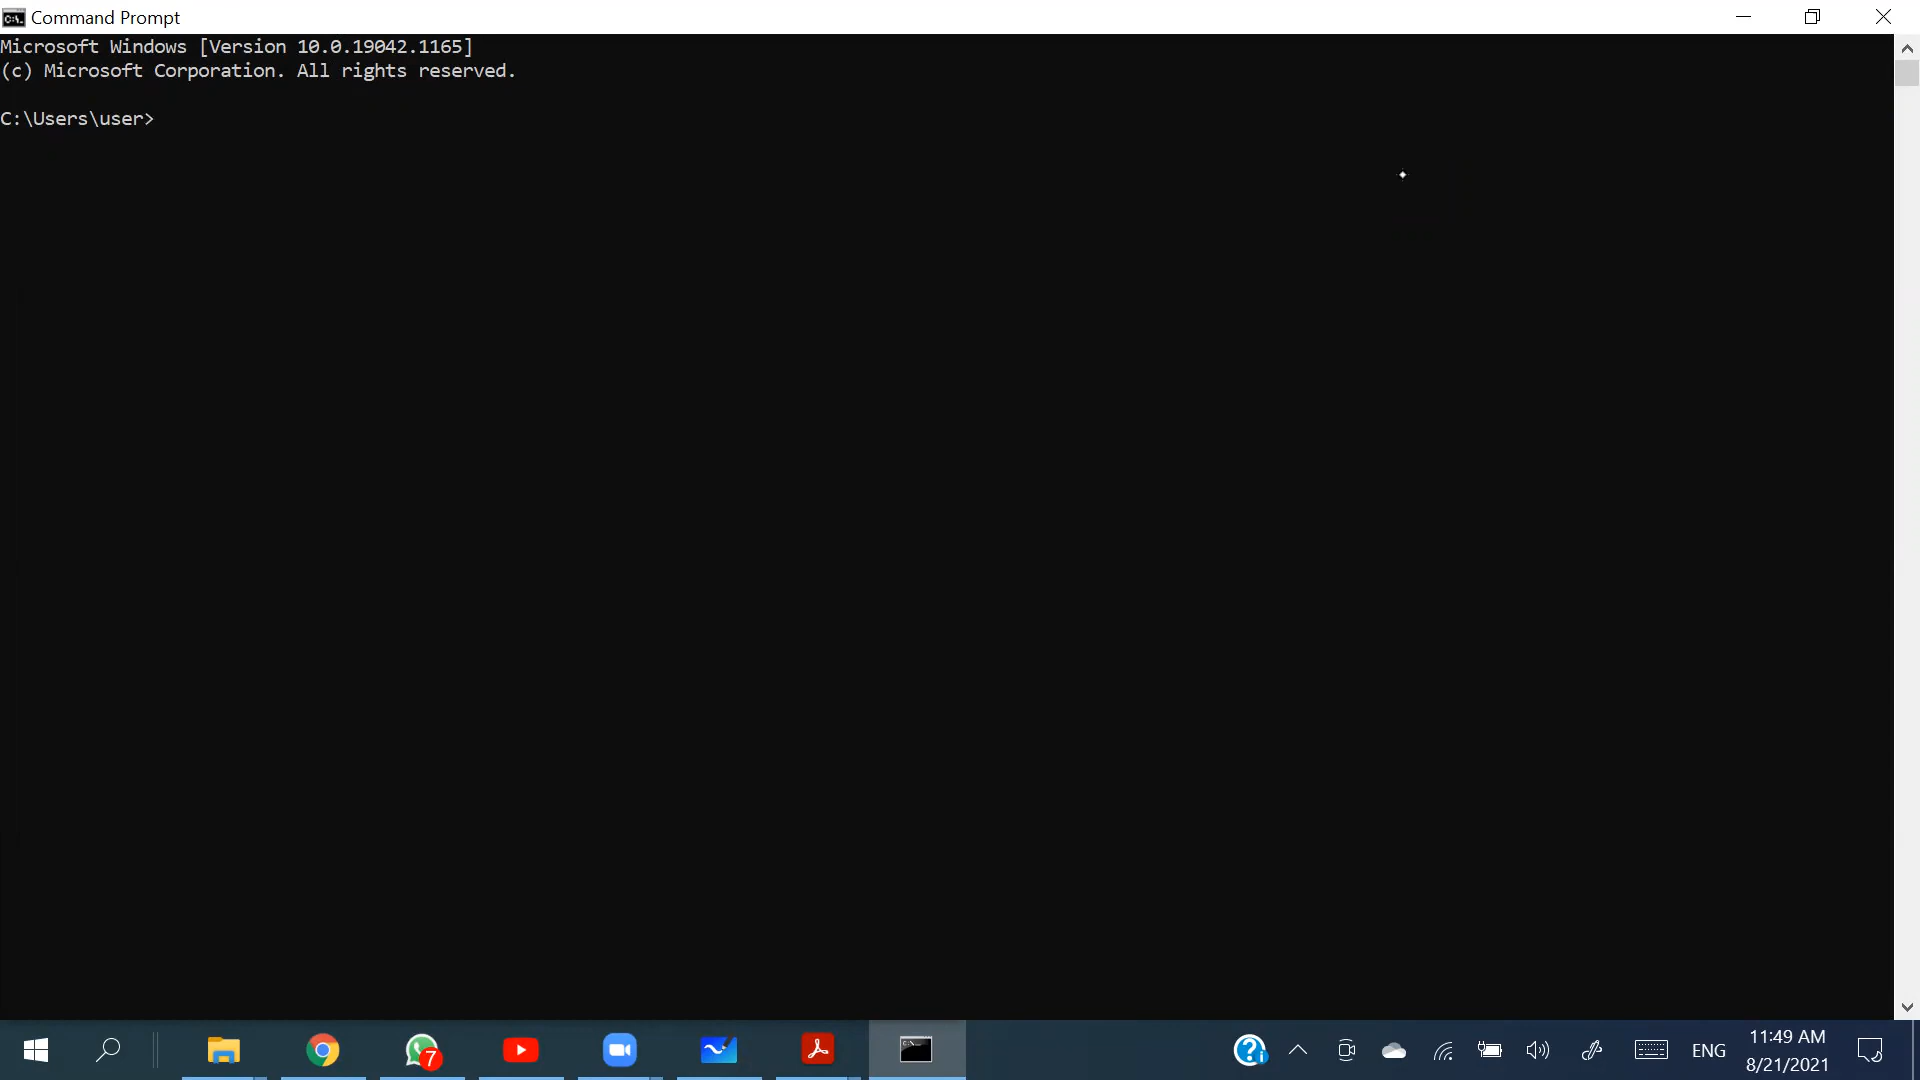 Command Prompt
Microsoft Windows [Version 10.0.19042.1165]
(c) Microsoft Corporation. All rights reserved.
C:\Users\user>
7
ENG
11:49 AM
8/21/2021